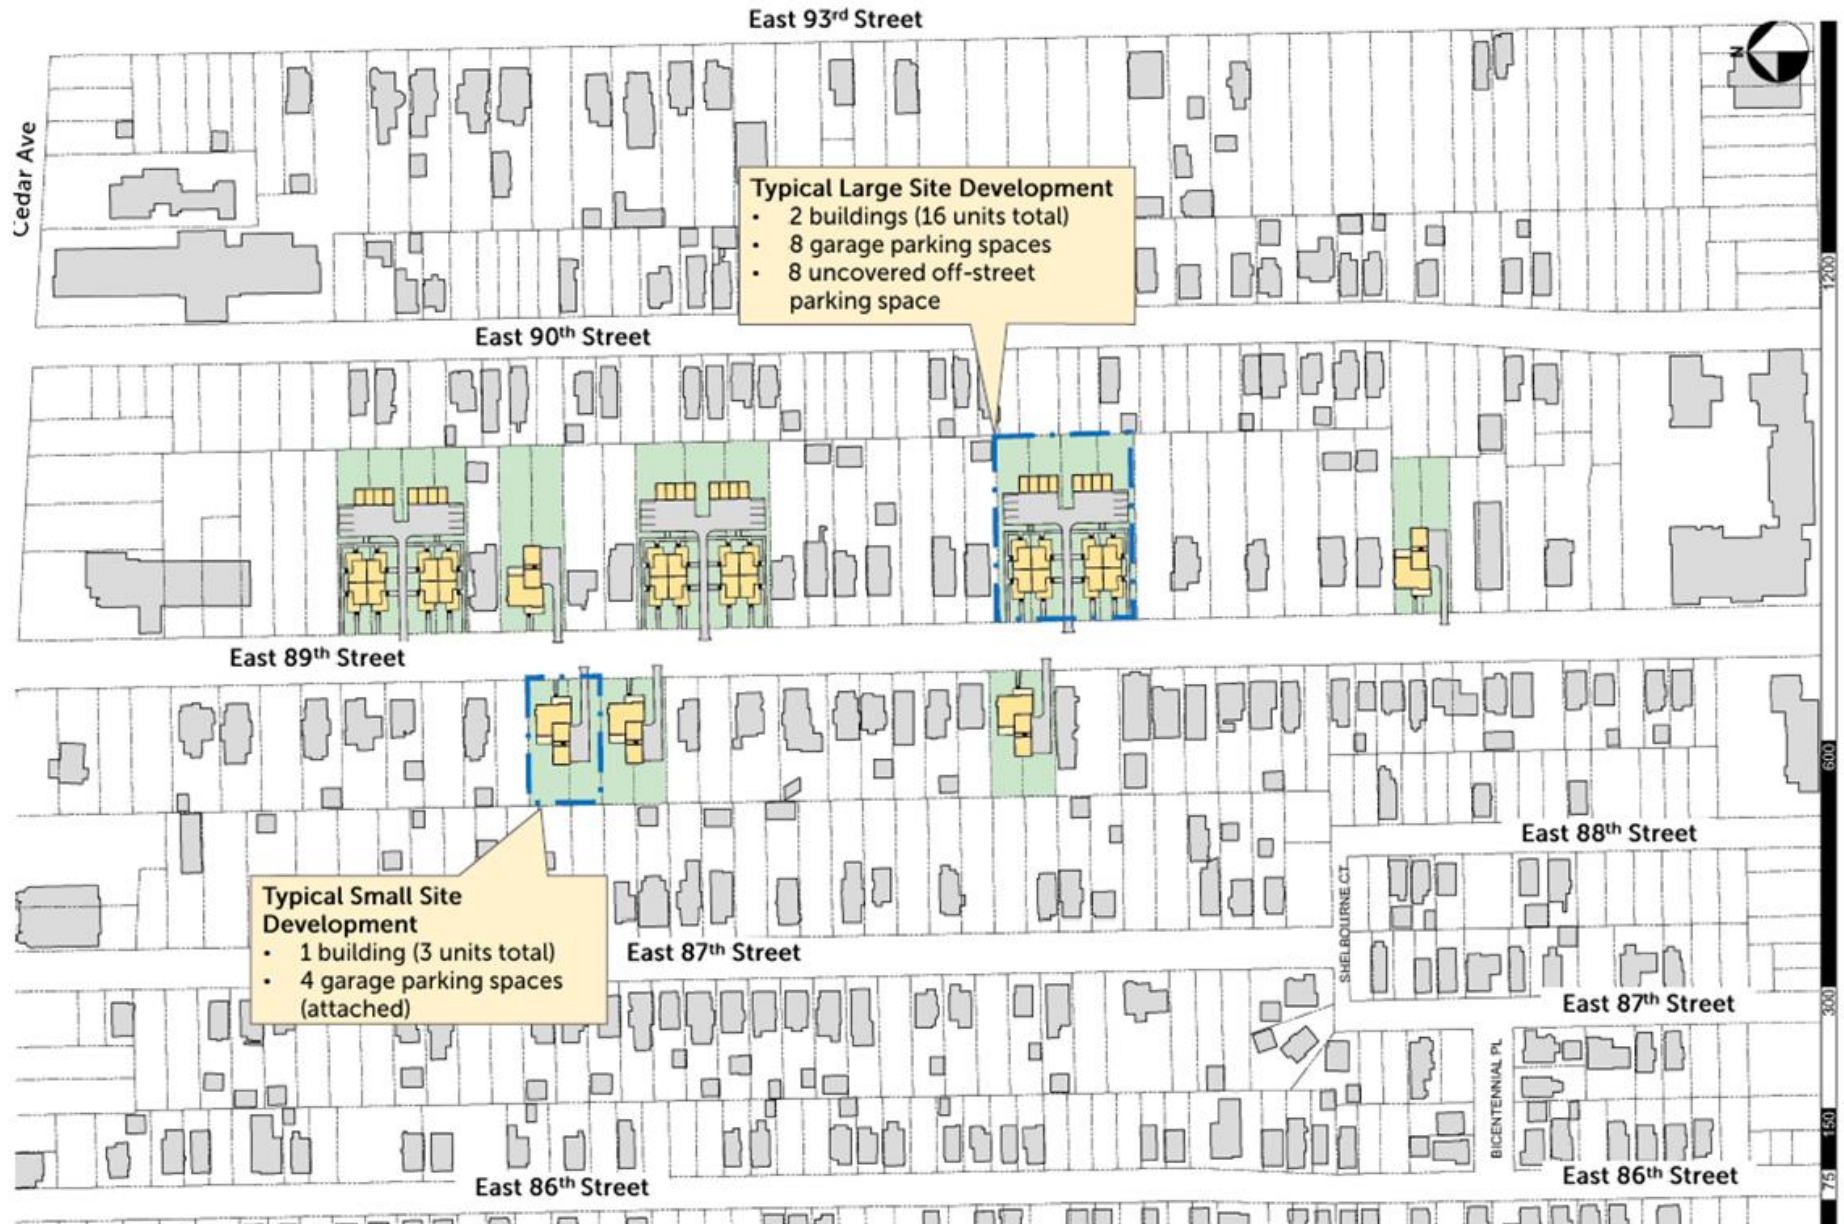 East 93rd Street
N
Cedar Ave
Typical Large Site Development
• 2 buildings (16 units total)
• 8 garage parking spaces
• 8 uncovered off-street
parking space
1200
East 90th Street
East 89th Street
600
East 88th Street
Typical Small Site
Development
• 1 building (3 units total)
• 4 garage parking spaces
(attached)
East 87th Street
SHELBOURNE CT
East 87th Street
300
BICENTENNIAL PL
150
East 86th Street
East 86th Street
75